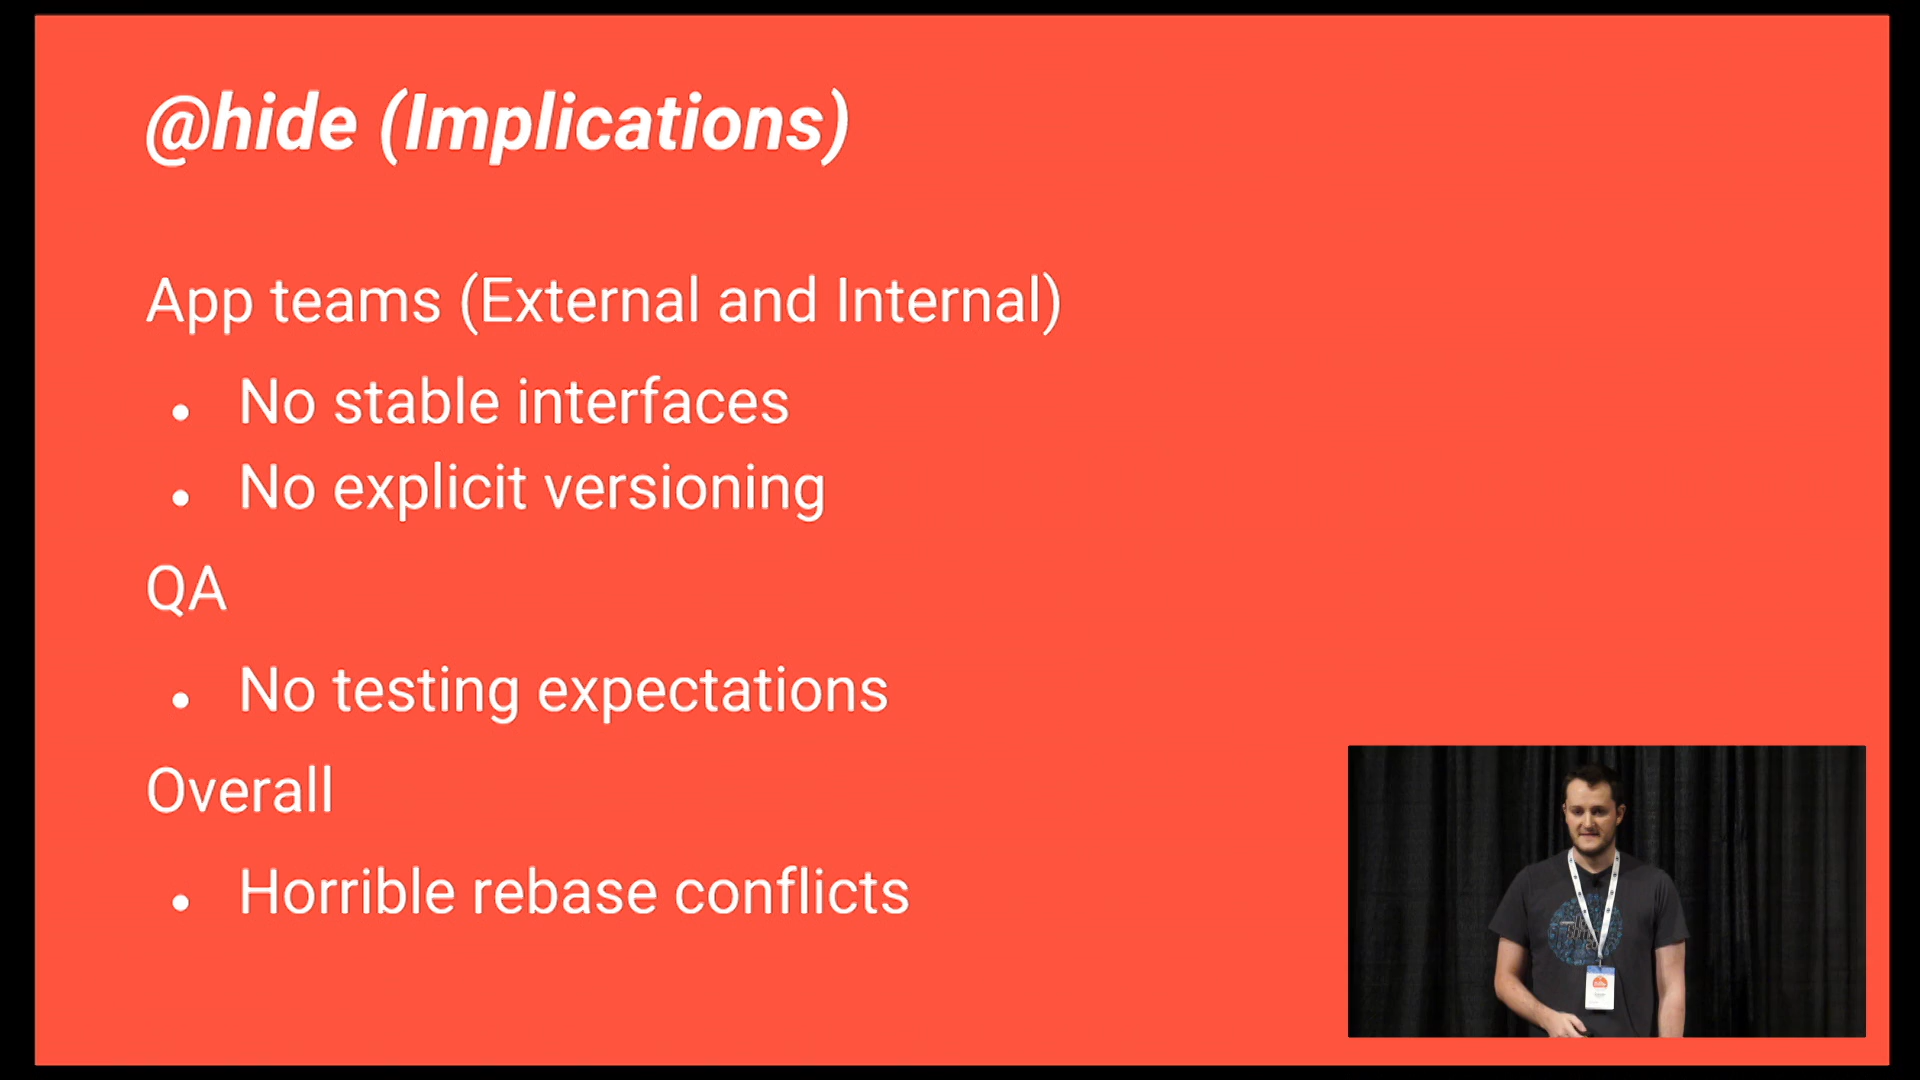 @hide (Implications)
App teams (External and Internal)
● No stable interfaces
● No explicit versioning
QA
● No testing expectations
Overall
● Horrible rebase conflicts